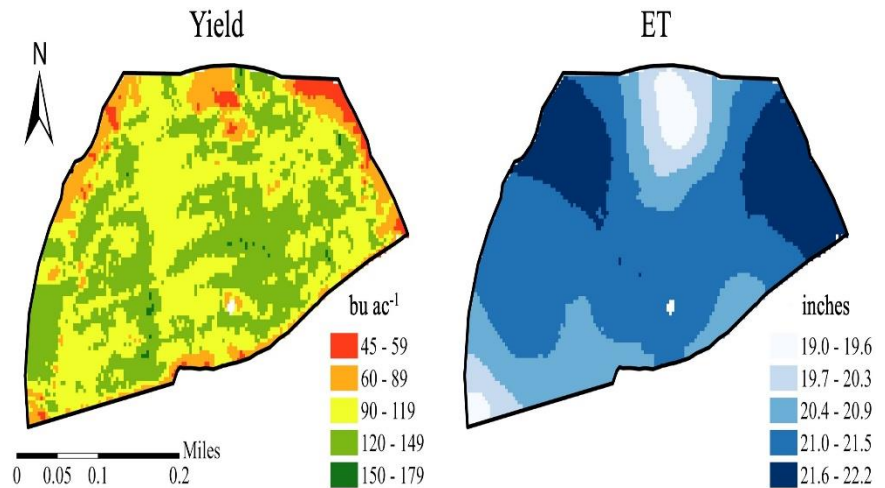 Yield
ET
N
bu ac-1
45 - 59
60 - 89
90 - 119
120 - 149
150 - 179
Miles
0 0.05 0.1 0.2
inches
19.0 - 19.6
19.7 - 20.3
20.4 - 20.9
21.0 - 21.5
21.6 - 22.2